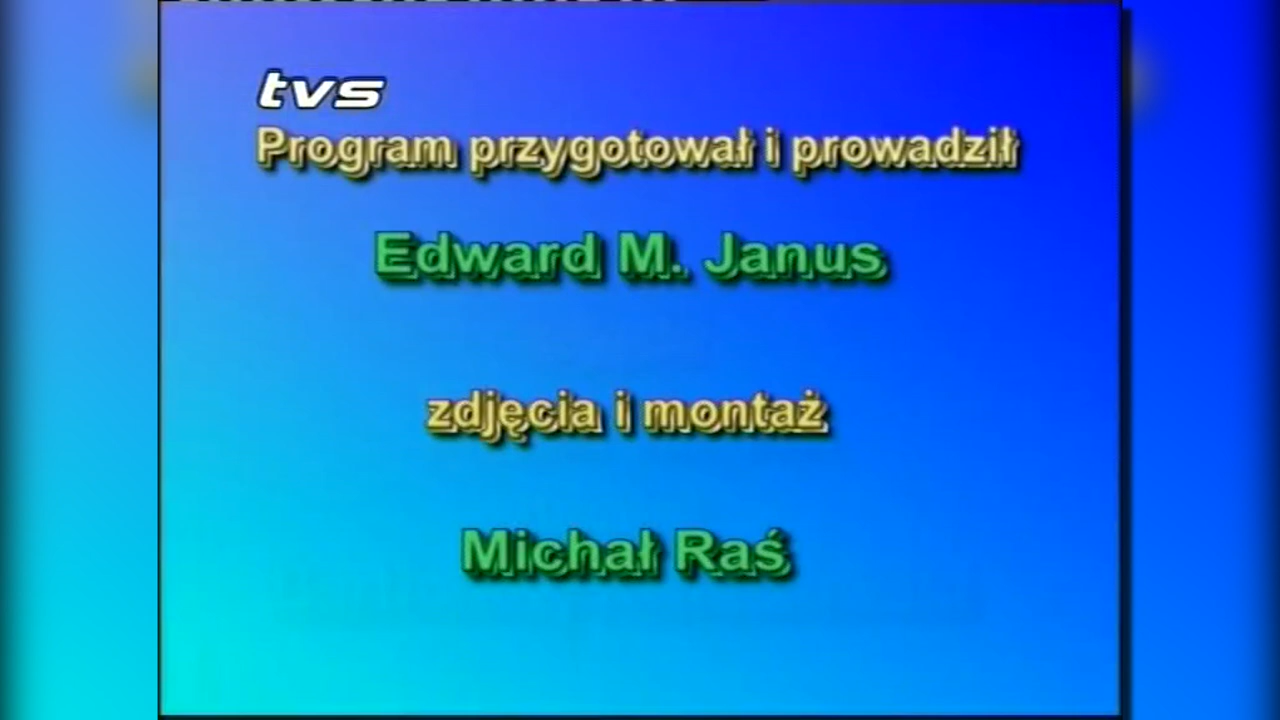 tvs
Program przygotował i prowadził
Edward M. Janus
zdjęcia i montaż
Michał Raś